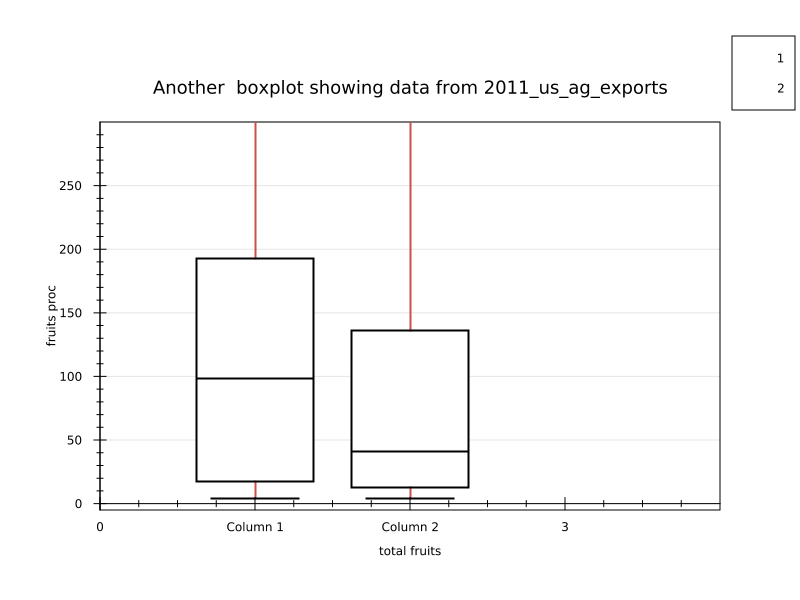 1
2
Another  boxplot showing data from 2011_us_ag_exports
250
200
150
100
50
0
fruits proc
0 Column 1 Column 2 3
total fruits